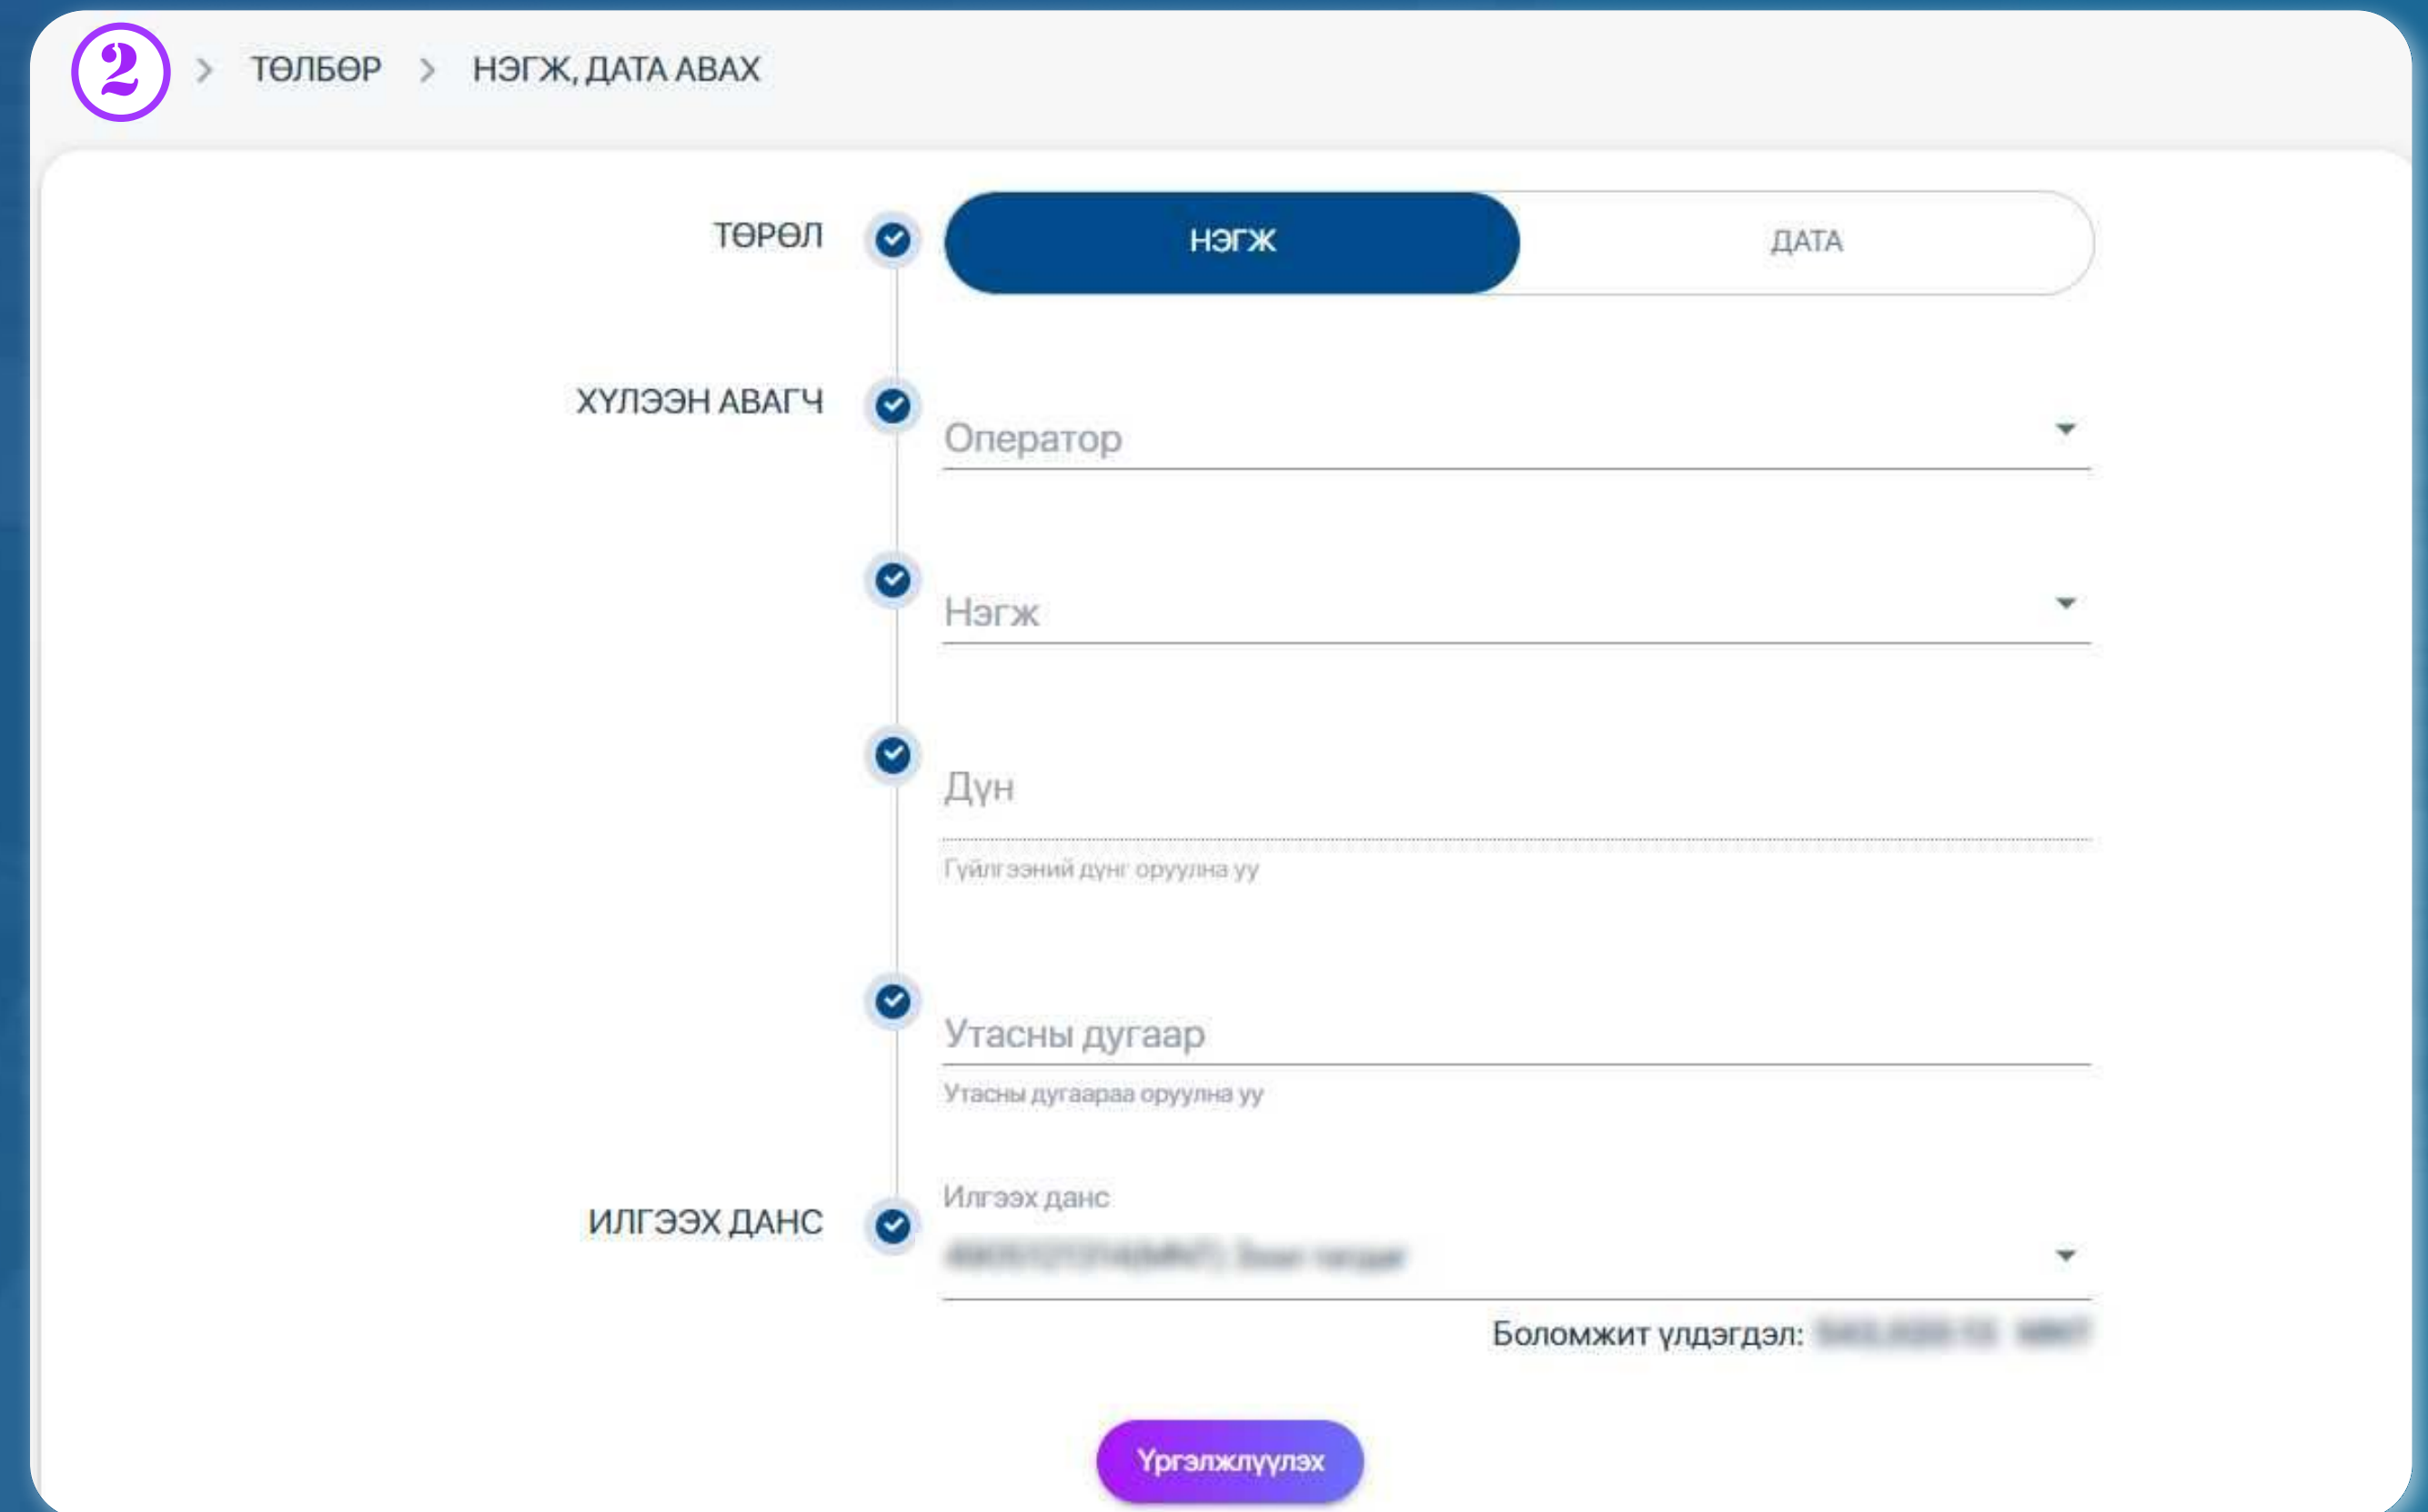 2 > ТӨЛБӨР > НЭГЖ, ДАТА АВАХ
ТӨРӨЛ
НЭГЖ
ДАТА
ХҮЛЭЭН АВАГЧ
Оператор
Нэгж
Дүн
Гүйлгээний дүнг оруулна уу
Утасны дугаар
Утасны дугаараа оруулна уу
ИЛГЭЭХ ДАНС
Илгээх данс
Боломжит үлдэгдэл:
Үргэлжлүүлэх